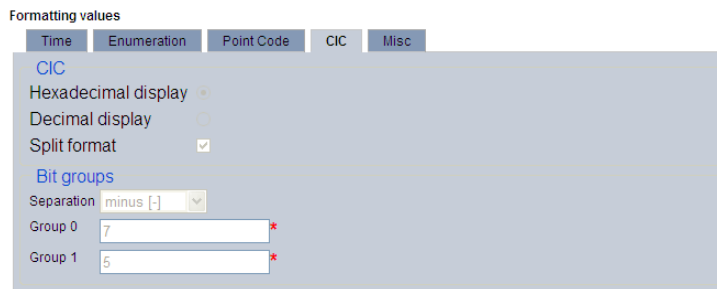 Formatting values
Time Enumeration Point Code CIC Misc
CIC
Hexadecimal display
Decimal display
Split format
Bit groups
Separation minus [-]
Group 0 7 *
Group 1 5 *